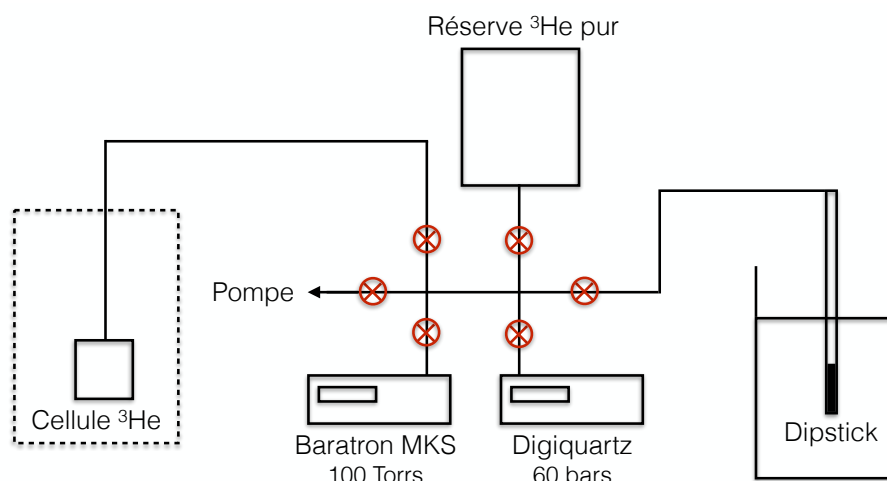 Réserve ³He pur
Pompe
Cellule ³He
Baratron MKS
100 Torrs
Digiquartz
60 bars
Dipstick